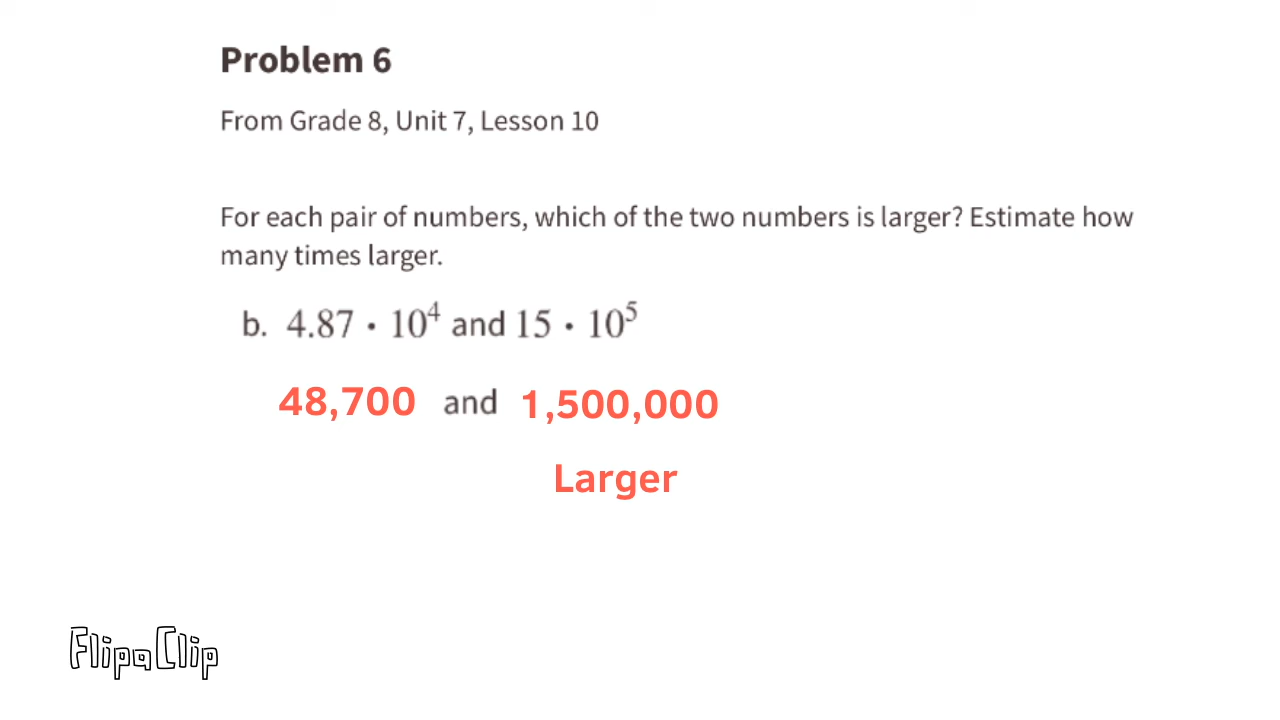 Problem 6
From Grade 8, Unit 7, Lesson 10
For each pair of numbers, which of the two numbers is larger? Estimate how
many times larger.
b. 4.87 · 10⁴ and 15 · 10⁵
48,700 and 1,500,000
Larger
FlipaClip